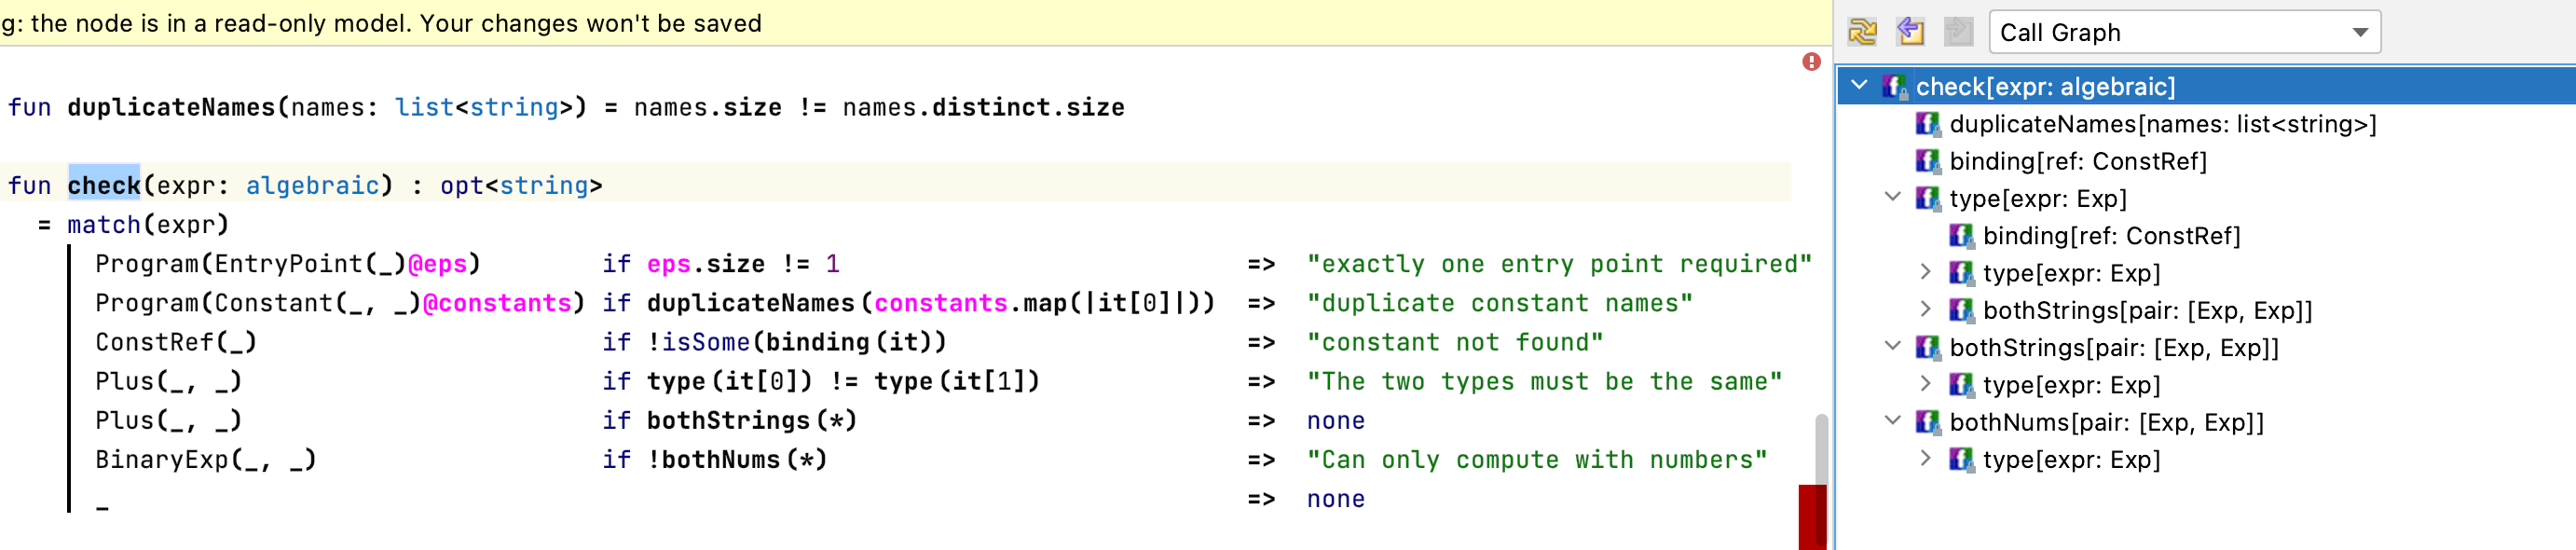 g: the node is in a read-only model. Your changes won't be saved
fun duplicateNames(names: list<string>) = names.size != names.distinct.size
fun check(expr: algebraic) : opt<string>
= match(expr)
Program(EntryPoint(_)@eps) if eps.size != 1 => "exactly one entry point required"
Program(Constant(_, _)@constants) if duplicateNames(constants.map(|it[0]|)) => "duplicate constant names"
ConstRef(_) if !isSome(binding(it)) => "constant not found"
Plus(_, _) if type(it[0]) != type(it[1]) => "The two types must be the same"
Plus(_, _) if bothStrings(*) => none
BinaryExp(_, _) if !bothNums(*) => "Can only compute with numbers"
_ => none
Call Graph
check[expr: algebraic]
duplicateNames[names: list<string>]
binding[ref: ConstRef]
type[expr: Exp]
binding[ref: ConstRef]
type[expr: Exp]
bothStrings[pair: [Exp, Exp]]
bothStrings[pair: [Exp, Exp]]
type[expr: Exp]
bothNums[pair: [Exp, Exp]]
type[expr: Exp]